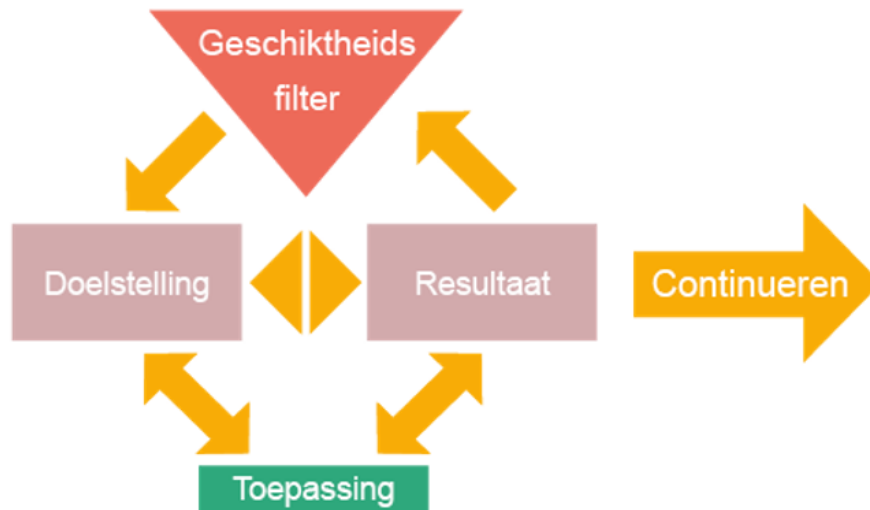 Geschiktheids
filter
Doelstelling
Resultaat
Continueren
Toepassing